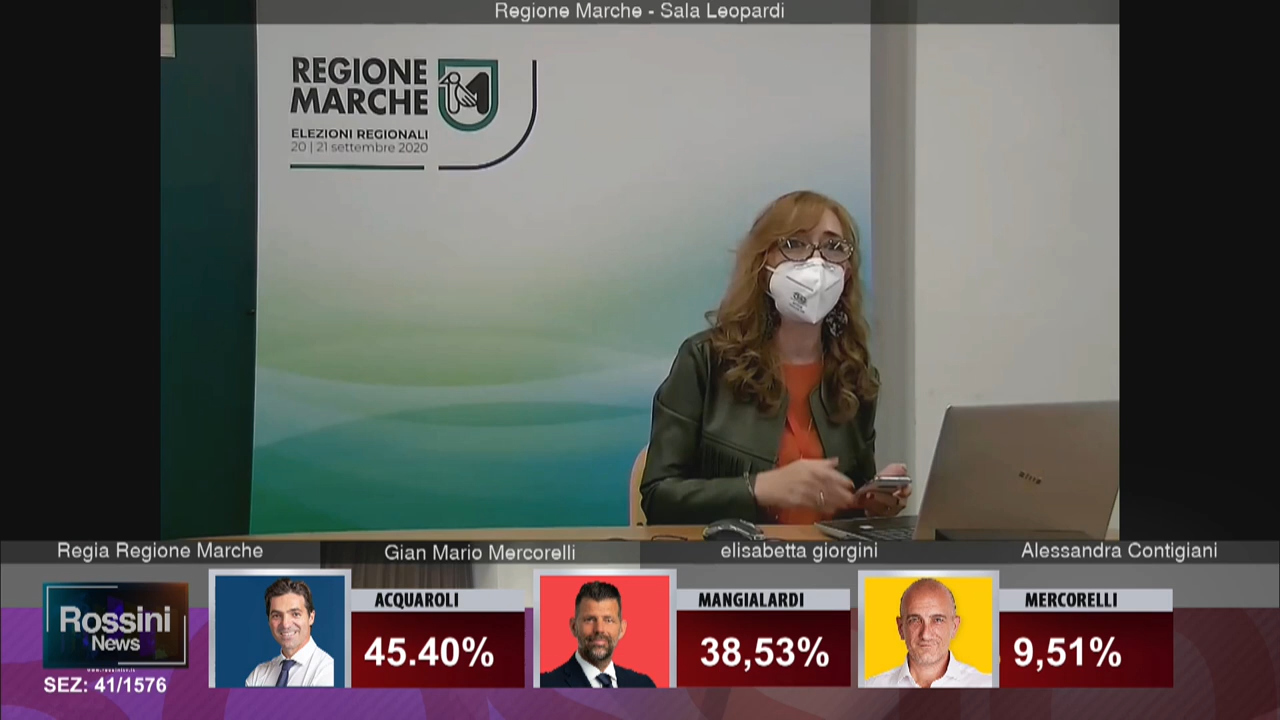 Regione Marche - Sala Leopardi
REGIONE
MARCHE
ELEZIONI REGIONALI
20 | 21 settembre 2020
Regia Regione Marche
Gian Mario Mercorelli
elisabetta giorgini
Alessandra Contigiani
Rossini
News
SEZ: 41/1576
ACQUAROLI
45.40%
MANGIALARDI
38,53%
MERCORELLI
9,51%